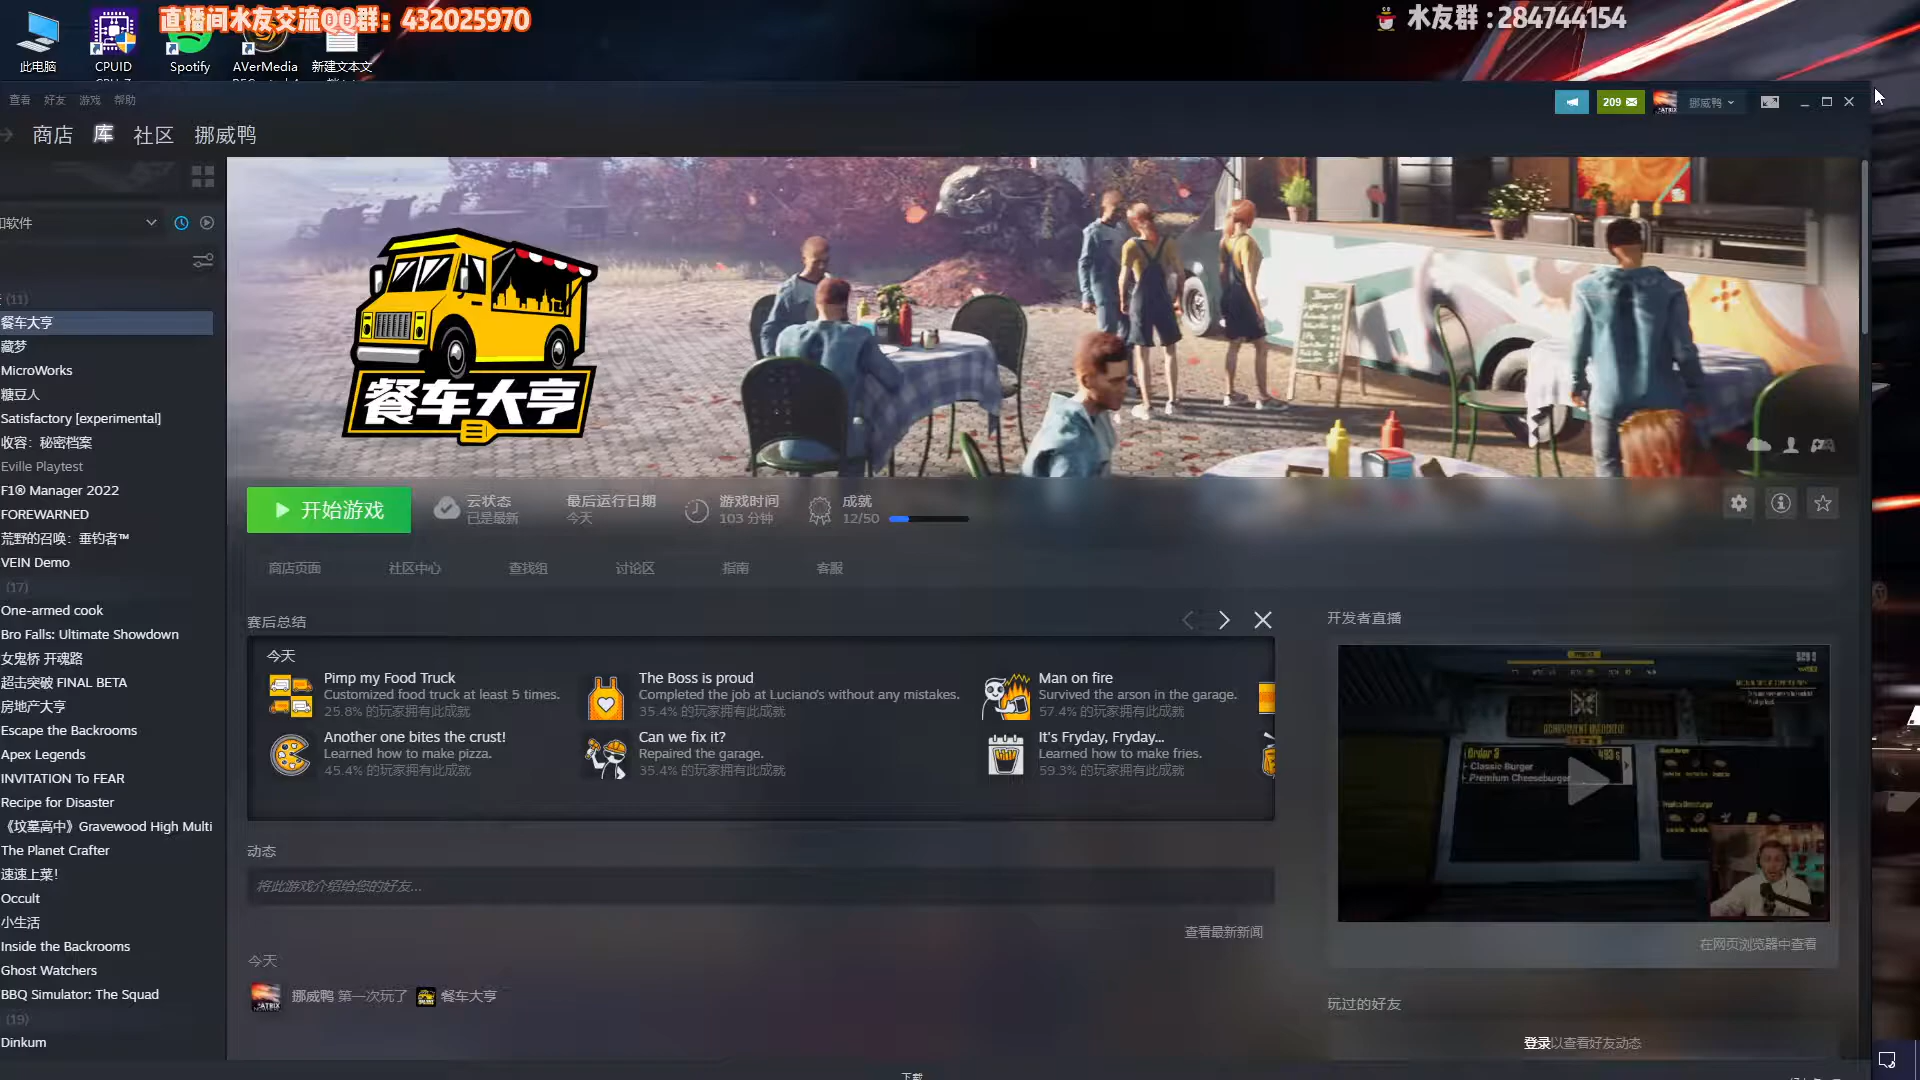 直播间水友交流QQ群：432025970
水友群 :284744154
此电脑
CPUID
Spotify
AVerMedia
新建文本文
查看 好友 游戏 帮助
209
挪威鸭
商店 库 社区 挪威鸭
和软件
(11)
餐车大亨
藏梦
MicroWorks
糖豆人
Satisfactory [experimental]
收容：秘密档案
Eville Playtest
F1® Manager 2022
FOREWARNED
荒野的召唤：垂钓者™
VEIN Demo
(17)
One-armed cook
Bro Falls: Ultimate Showdown
女鬼桥 开魂路
超击突破 FINAL BETA
房地产大亨
Escape the Backrooms
Apex Legends
INVITATION To FEAR
Recipe for Disaster
《坟墓高中》Gravewood High Multi
The Planet Crafter
速速上菜！
Occult
小生活
Inside the Backrooms
Ghost Watchers
BBQ Simulator: The Squad
(19)
Dinkum
餐车大亨
开始游戏
云状态
已是最新
最后运行日期
今天
游戏时间
103 分钟
成就
12/50
商店页面 社区中心 查找组 讨论区 指南 客服
赛后总结
今天
Pimp my Food Truck
Customized food truck at least 5 times.
25.8% 的玩家拥有此成就
The Boss is proud
Completed the job at Luciano's without any mistakes.
35.4% 的玩家拥有此成就
Man on fire
Survived the arson in the garage.
57.4% 的玩家拥有此成就
Another one bites the crust!
Learned how to make pizza.
45.4% 的玩家拥有此成就
Can we fix it?
Repaired the garage.
35.4% 的玩家拥有此成就
It's Fryday, Fryday...
Learned how to make fries.
59.3% 的玩家拥有此成就
动态
将此游戏介绍给您的好友...
查看最新新闻
今天
挪威鸭 第一次玩了 餐车大亨
开发者直播
Order 3
- Classic Burger
- Premium Cheeseburger
在网页浏览器中查看
玩过的好友
登录以查看好友动态
下载